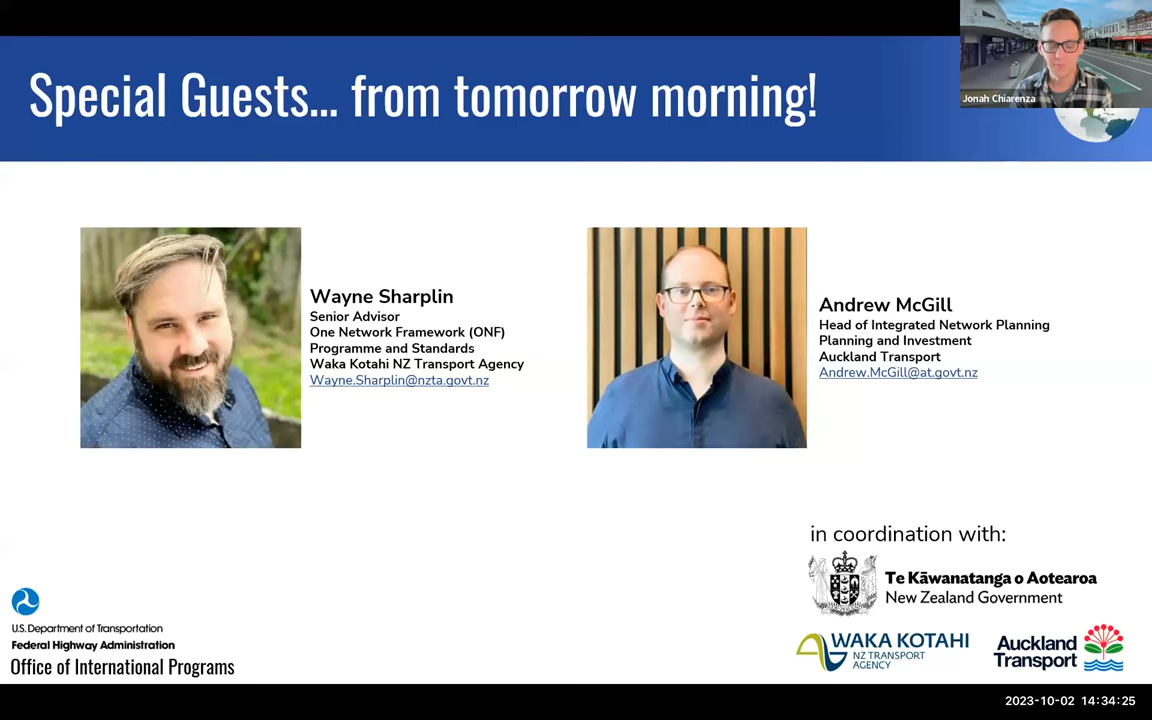 Special Guests... from tomorrow morning!
Jonah Chiarenza
Wayne Sharplin
Senior Advisor
One Network Framework (ONF)
Programme and Standards
Waka Kotahi NZ Transport Agency
Wayne.Sharplin@nzta.govt.nz
Andrew McGill
Head of Integrated Network Planning
Planning and Investment
Auckland Transport
Andrew.McGill@at.govt.nz
in coordination with:
Te Kāwanatanga o Aotearoa
New Zealand Government
WAKA KOTAHI
NZ TRANSPORT
AGENCY
Auckland
Transport
U.S. Department of Transportation
Federal Highway Administration
Office of International Programs
2023-10-02 14:34:25